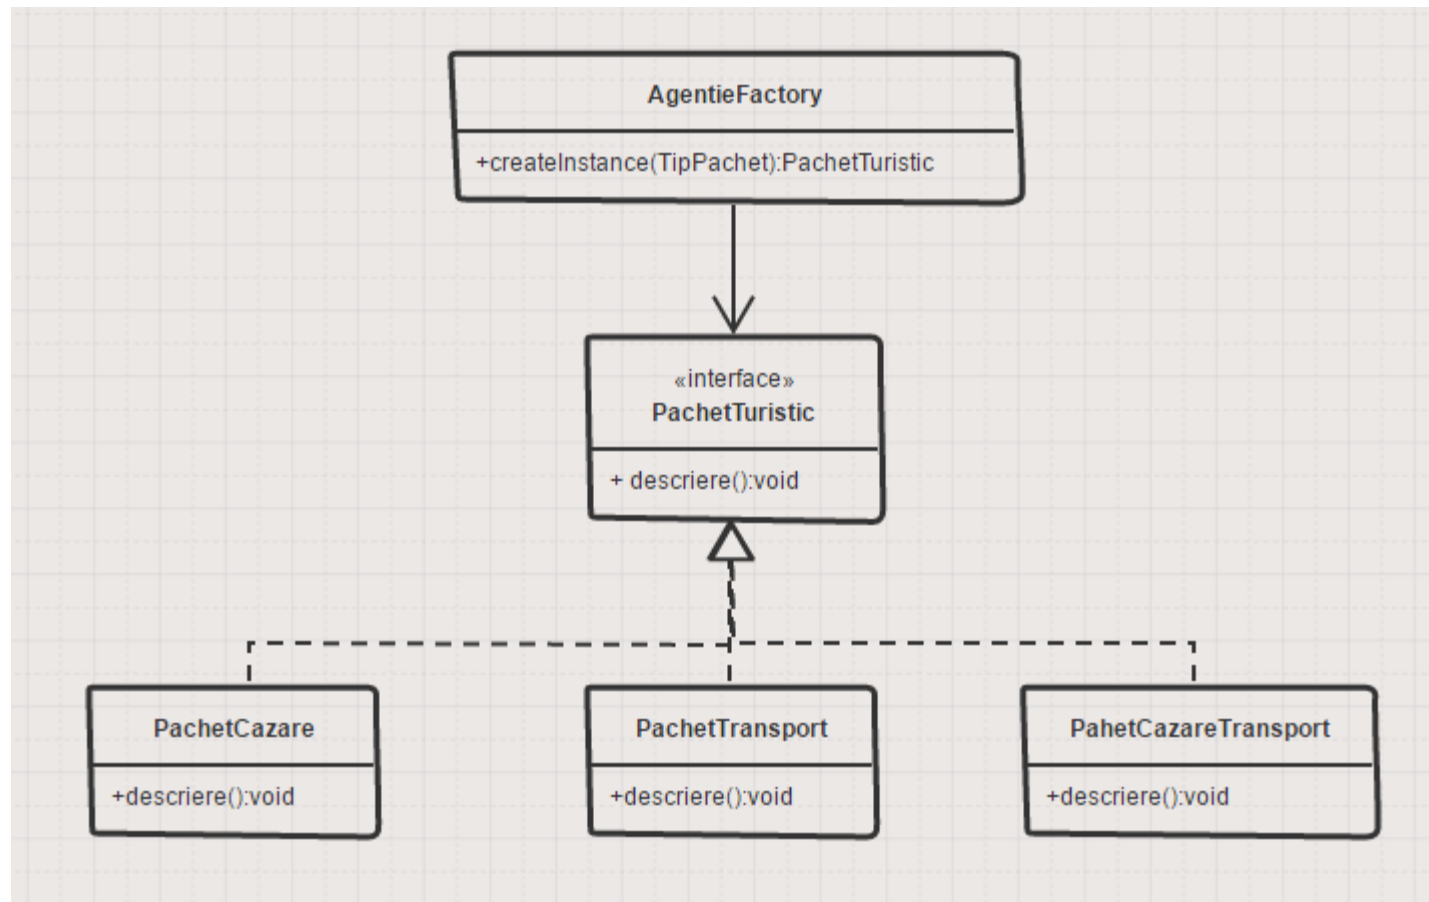 AgentieFactory
+createInstance(TipPachet):PachetTuristic
«interface»
PachetTuristic
+ descriere():void
PachetCazare
+descriere():void
PachetTransport
+descriere():void
PahetCazareTransport
+descriere():void